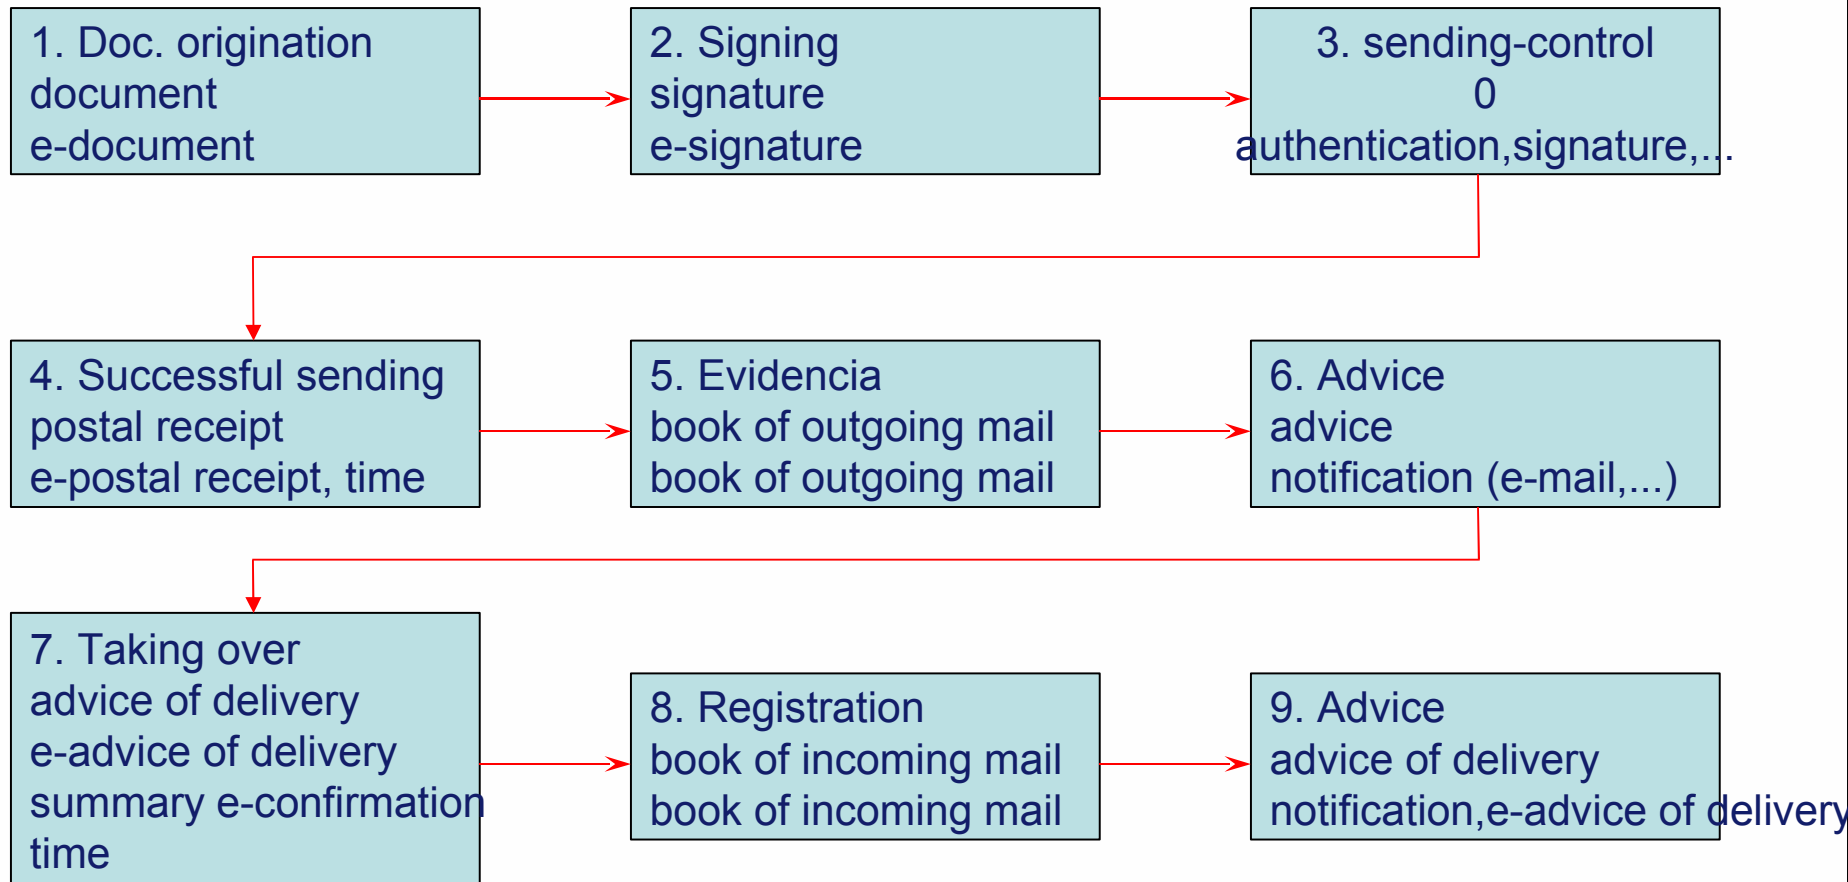 1. Doc. origination
document
e-document
2. Signing
signature
e-signature
3. sending-control
0
authentication,signature,...
4. Successful sending
postal receipt
e-postal receipt, time
5. Evidencia
book of outgoing mail
book of outgoing mail
6. Advice
advice
notification (e-mail,...)
7. Taking over
advice of delivery
e-advice of delivery
summary e-confirmation
time
8. Registration
book of incoming mail
book of incoming mail
9. Advice
advice of delivery
notification,e-advice of delivery